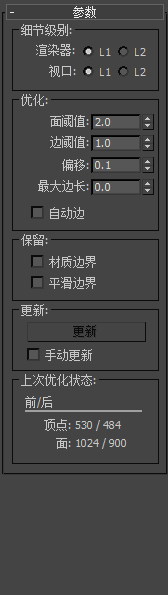 - 参数
细节级别:
渲染器: L1 L2
视口: L1 L2
优化:
面阈值: 2.0
边阈值: 1.0
偏移: 0.1
最大边长: 0.0
自动边
保留:
材质边界
平滑边界
更新:
更新
手动更新
上次优化状态:
前/后
顶点: 530 / 484
面: 1024 / 900